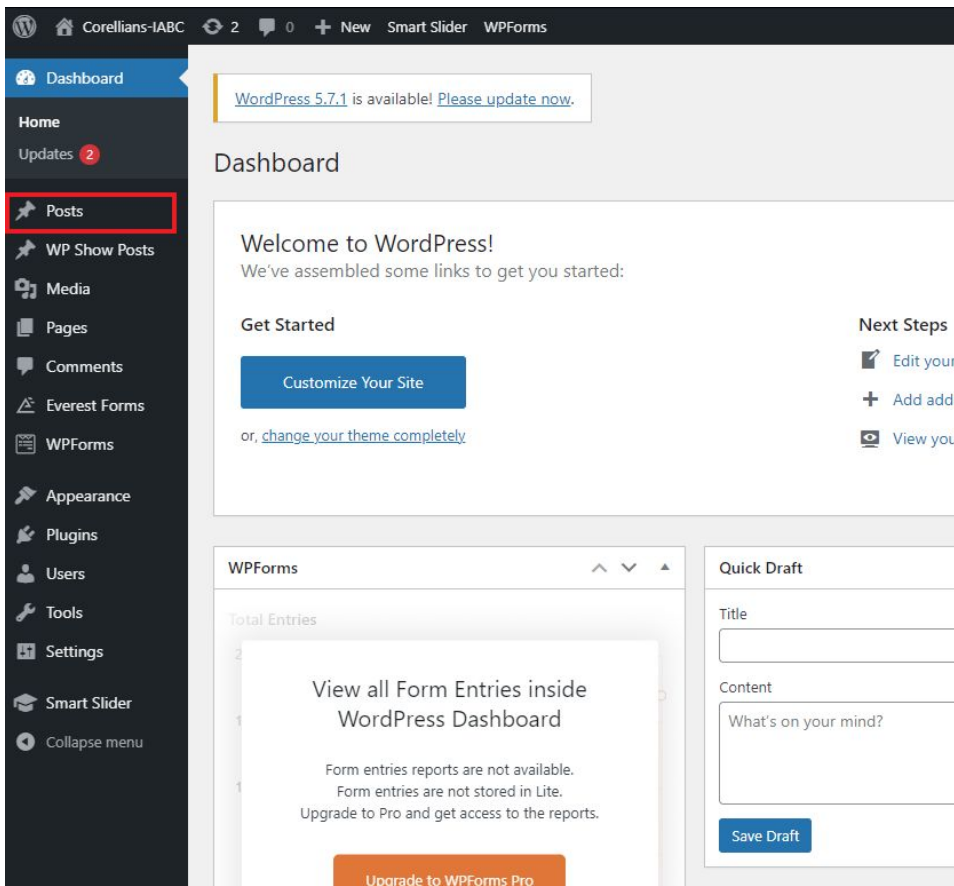 Corellians-IABC 2 0 New Smart Slider WPForms
Dashboard
Home
Updates 2
Posts
WP Show Posts
Media
Pages
Comments
Everest Forms
WPForms
Appearance
Plugins
Users
Tools
Settings
Smart Slider
Collapse menu
WordPress 5.7.1 is available! Please update now.
Dashboard
Welcome to WordPress!
We've assembled some links to get you started:
Get Started
Customize Your Site
or, change your theme completely
Next Steps
Edit your
Add add
View you
WPForms
Total Entries
View all Form Entries inside
WordPress Dashboard
Form entries reports are not available.
Form entries are not stored in Lite.
Upgrade to Pro and get access to the reports.
Upgrade to WPForms Pro
Quick Draft
Title
Content
What's on your mind?
Save Draft